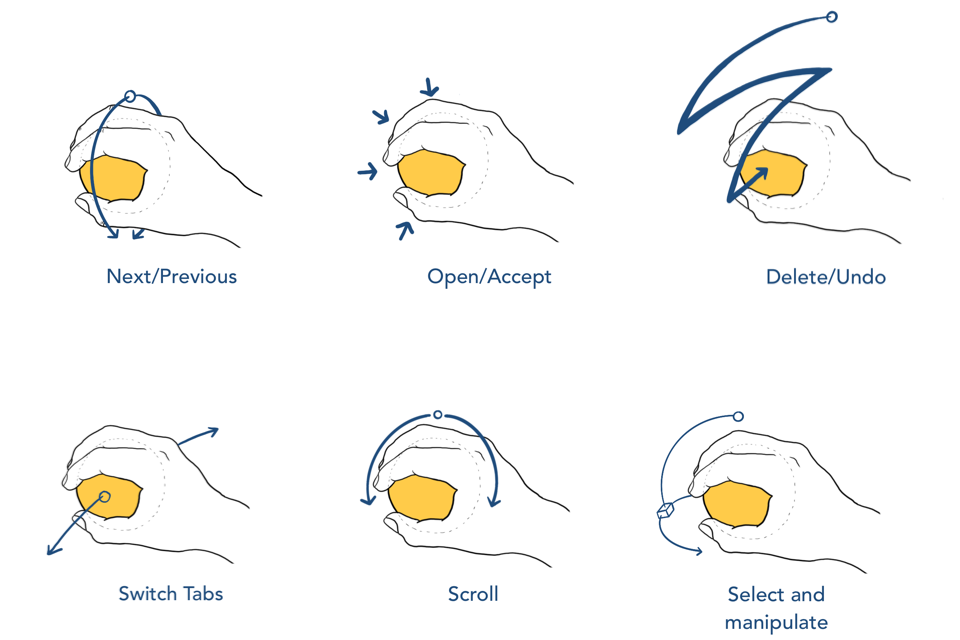 Next/Previous
Open/Accept
Delete/Undo
Switch Tabs
Scroll
Select and
manipulate